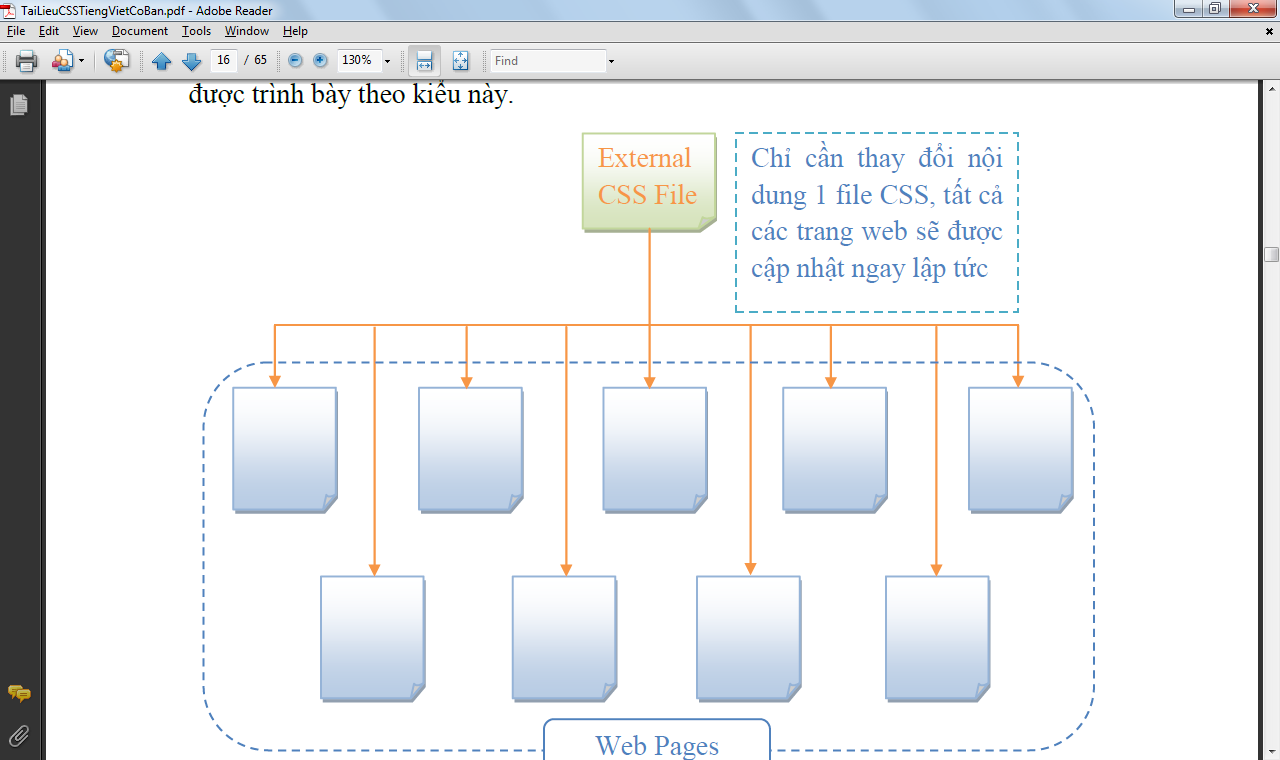 TaiLieuCSSTiengVietCoBan.pdf - Adobe Reader
File Edit View Document Tools Window Help
16 / 65 130% Find
được trình bày theo kiểu này.
External
CSS File
Chỉ cần thay đổi nội
dung 1 file CSS, tất cả
các trang web sẽ được
cập nhật ngay lập tức
Web Pages